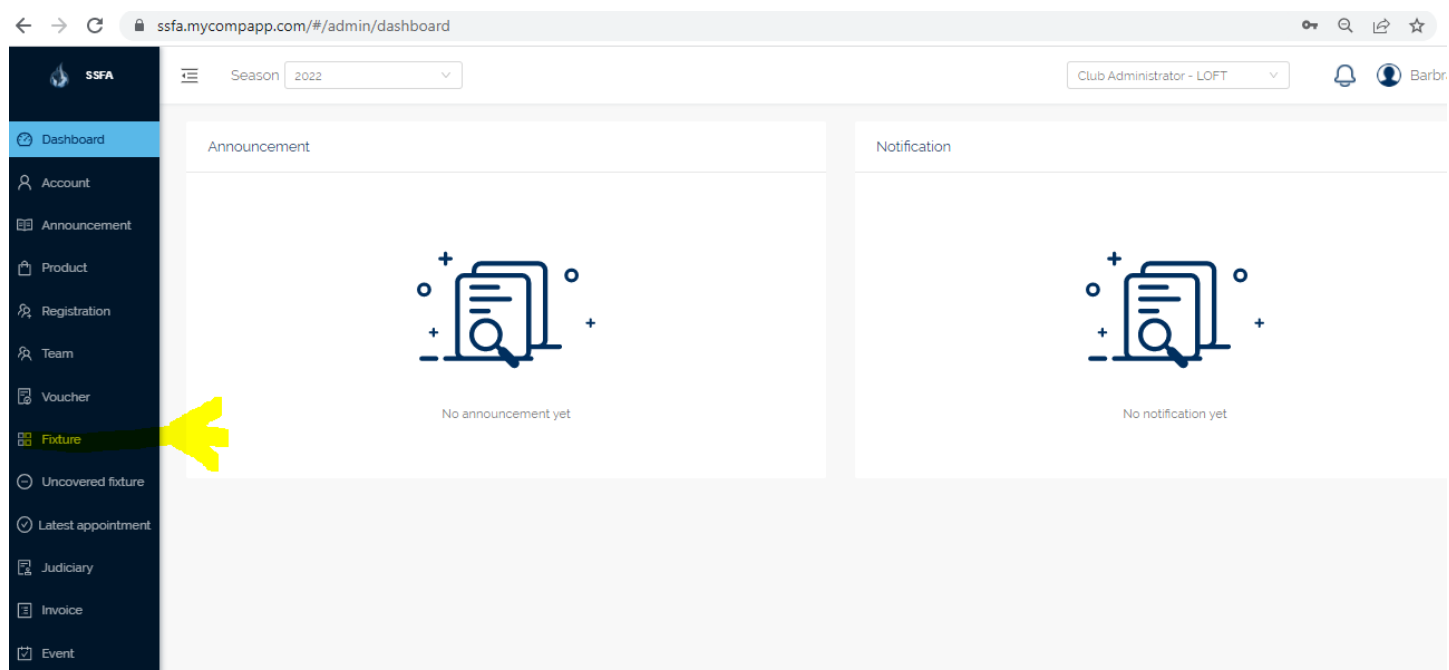 ssfa.mycompapp.com/#/admin/dashboard
SSFA
Season 2022
Club Administrator - LOFT
Barbra
Dashboard
Account
Announcement
Product
Registration
Team
Voucher
Fixture
Uncovered fixture
Latest appointment
Judiciary
Invoice
Event
Announcement
No announcement yet
Notification
No notification yet